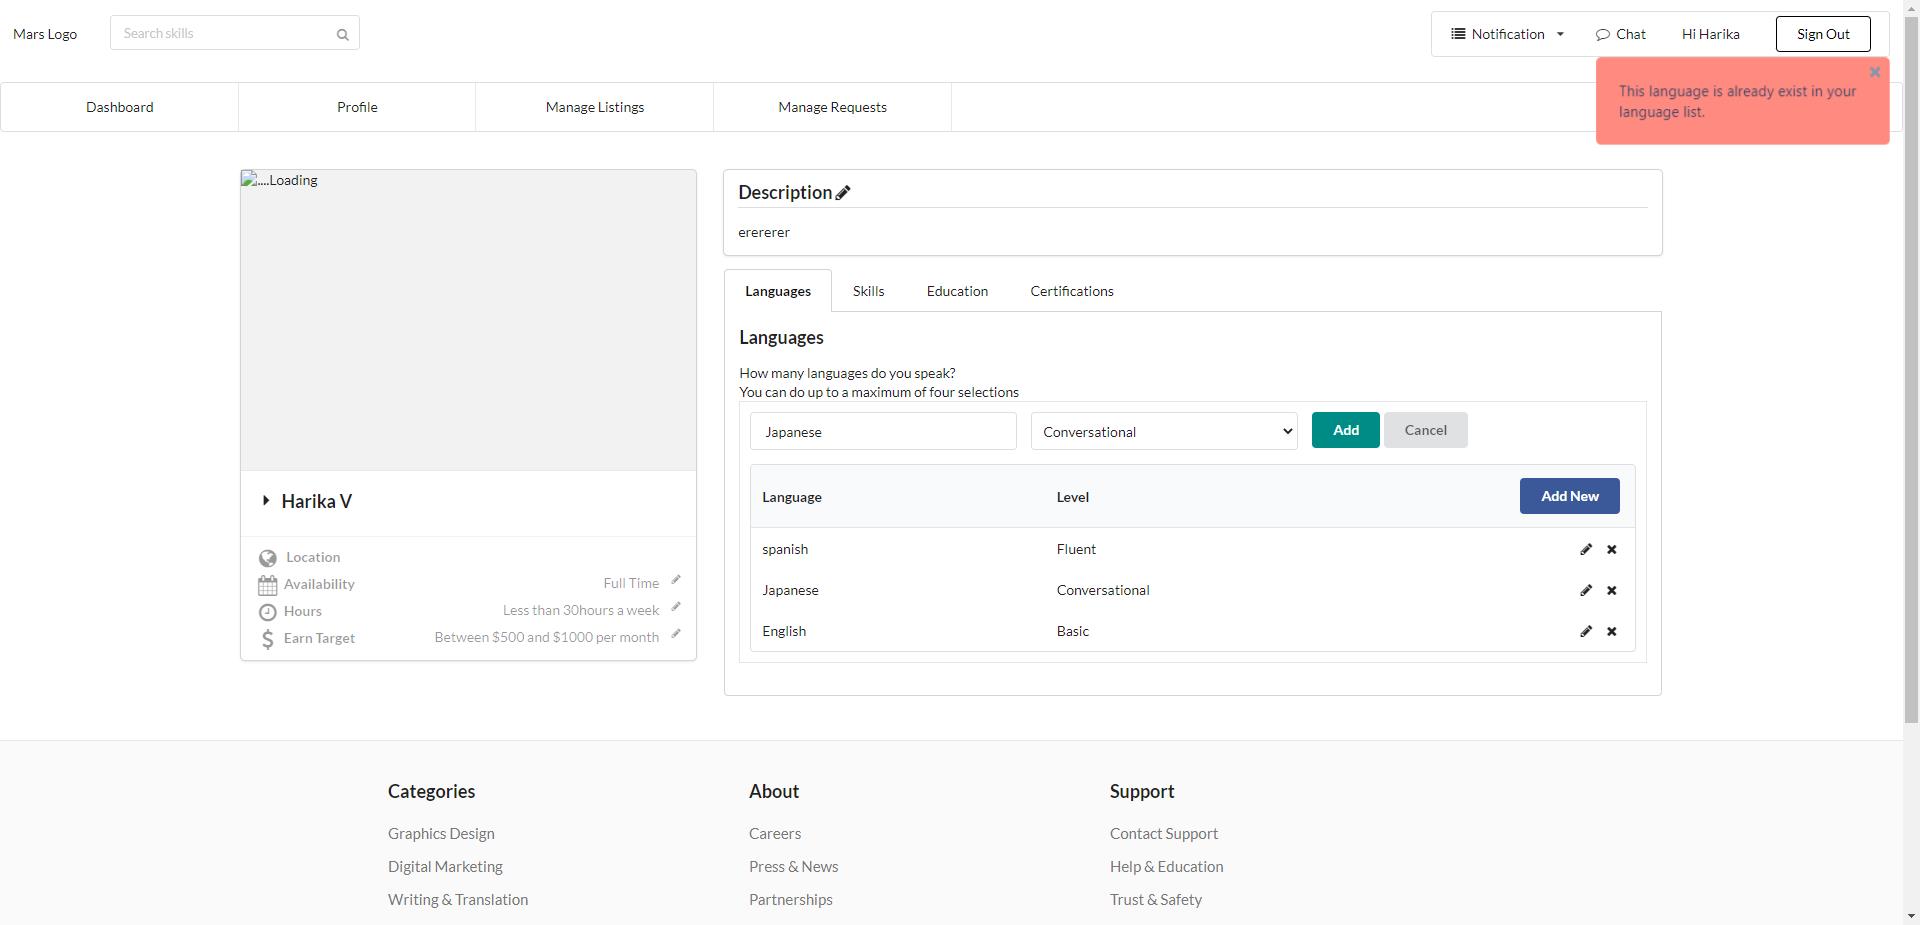 Mars Logo
Search skills
Notification
Chat
Hi Harika
Sign Out
This language is already exist in your
language list.
Dashboard
Profile
Manage Listings
Manage Requests
....Loading
Harika V
Location
Availability
Full Time
Hours
Less than 30hours a week
Earn Target
Between $500 and $1000 per month
Description
erererer
Languages
Skills
Education
Certifications
Languages
How many languages do you speak?
You can do up to a maximum of four selections
Japanese
Conversational
Add
Cancel
Language
Level
Add New
spanish
Fluent
Japanese
Conversational
English
Basic
Categories
Graphics Design
Digital Marketing
Writing & Translation
About
Careers
Press & News
Partnerships
Support
Contact Support
Help & Education
Trust & Safety